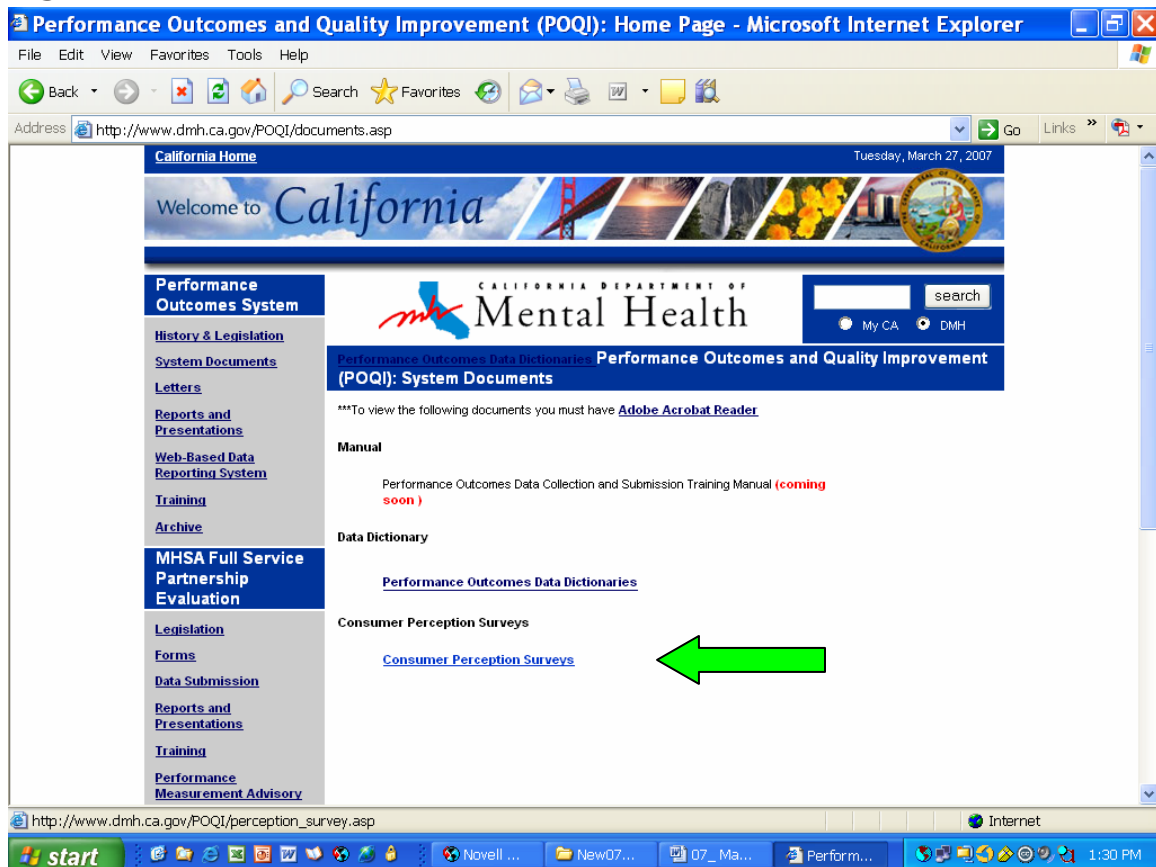 Performance Outcomes and Quality Improvement (POQI): Home Page - Microsoft Internet Explorer
File Edit View Favorites Tools Help
Back Search Favorites
Address http://www.dmh.ca.gov/POQI/documents.asp Go Links »
California Home Tuesday, March 27, 2007
Welcome to California
Performance
Outcomes System
History & Legislation
System Documents
Letters
Reports and
Presentations
Web-Based Data
Reporting System
Training
Archive
MHSA Full Service
Partnership
Evaluation
Legislation
Forms
Data Submission
Reports and
Presentations
Training
Performance
Measurement Advisory
CALIFORNIA DEPARTMENT OF
mh Mental Health
search
My CA DMH
Performance Outcomes Data Dictionaries Performance Outcomes and Quality Improvement
(POQI): System Documents
***To view the following documents you must have Adobe Acrobat Reader
Manual
Performance Outcomes Data Collection and Submission Training Manual (coming
soon )
Data Dictionary
Performance Outcomes Data Dictionaries
Consumer Perception Surveys
Consumer Perception Surveys
http://www.dmh.ca.gov/POQI/perception_survey.asp Internet
start Novell ... New07... 07_ Ma... Perform... 1:30 PM